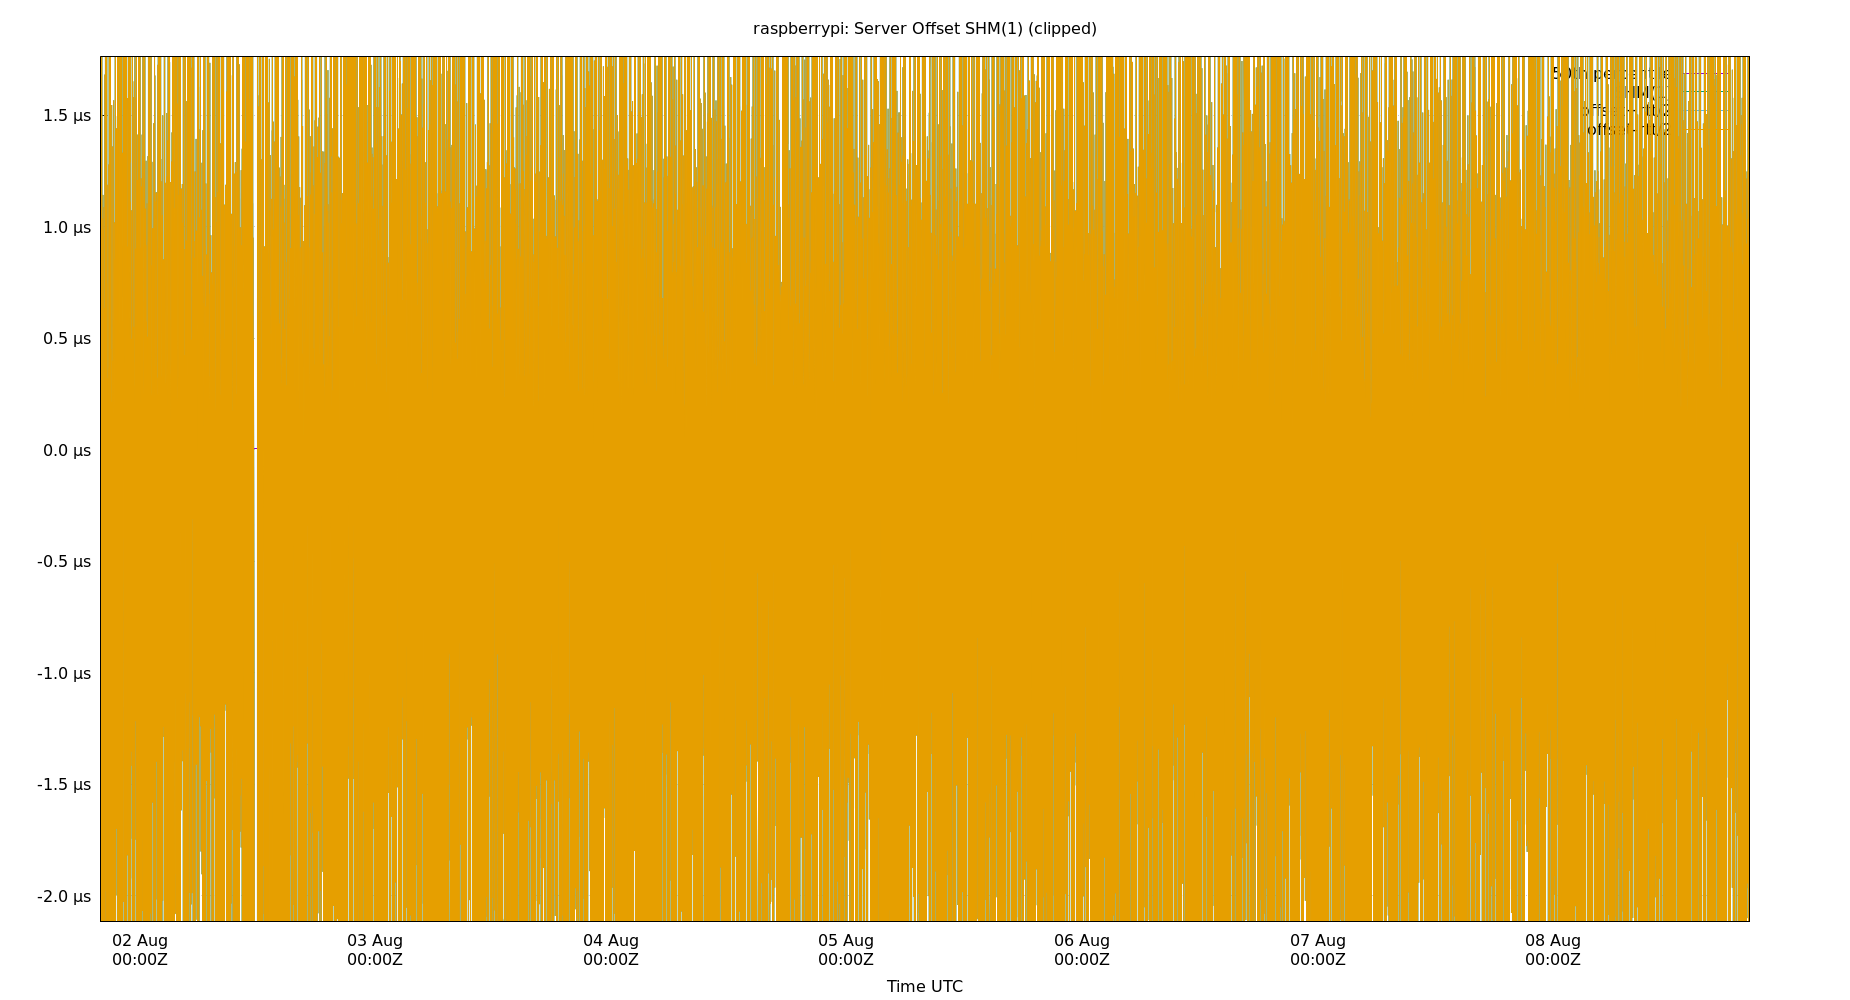 raspberrypi: Server Offset SHM(1) (clipped)
1.5 µs
1.0 µs
0.5 µs
0.0 µs
-0.5 µs
-1.0 µs
-1.5 µs
-2.0 µs
02 Aug 03 Aug 04 Aug 05 Aug 06 Aug 07 Aug 08 Aug
00:00Z 00:00Z 00:00Z 00:00Z 00:00Z 00:00Z 00:00Z
Time UTC